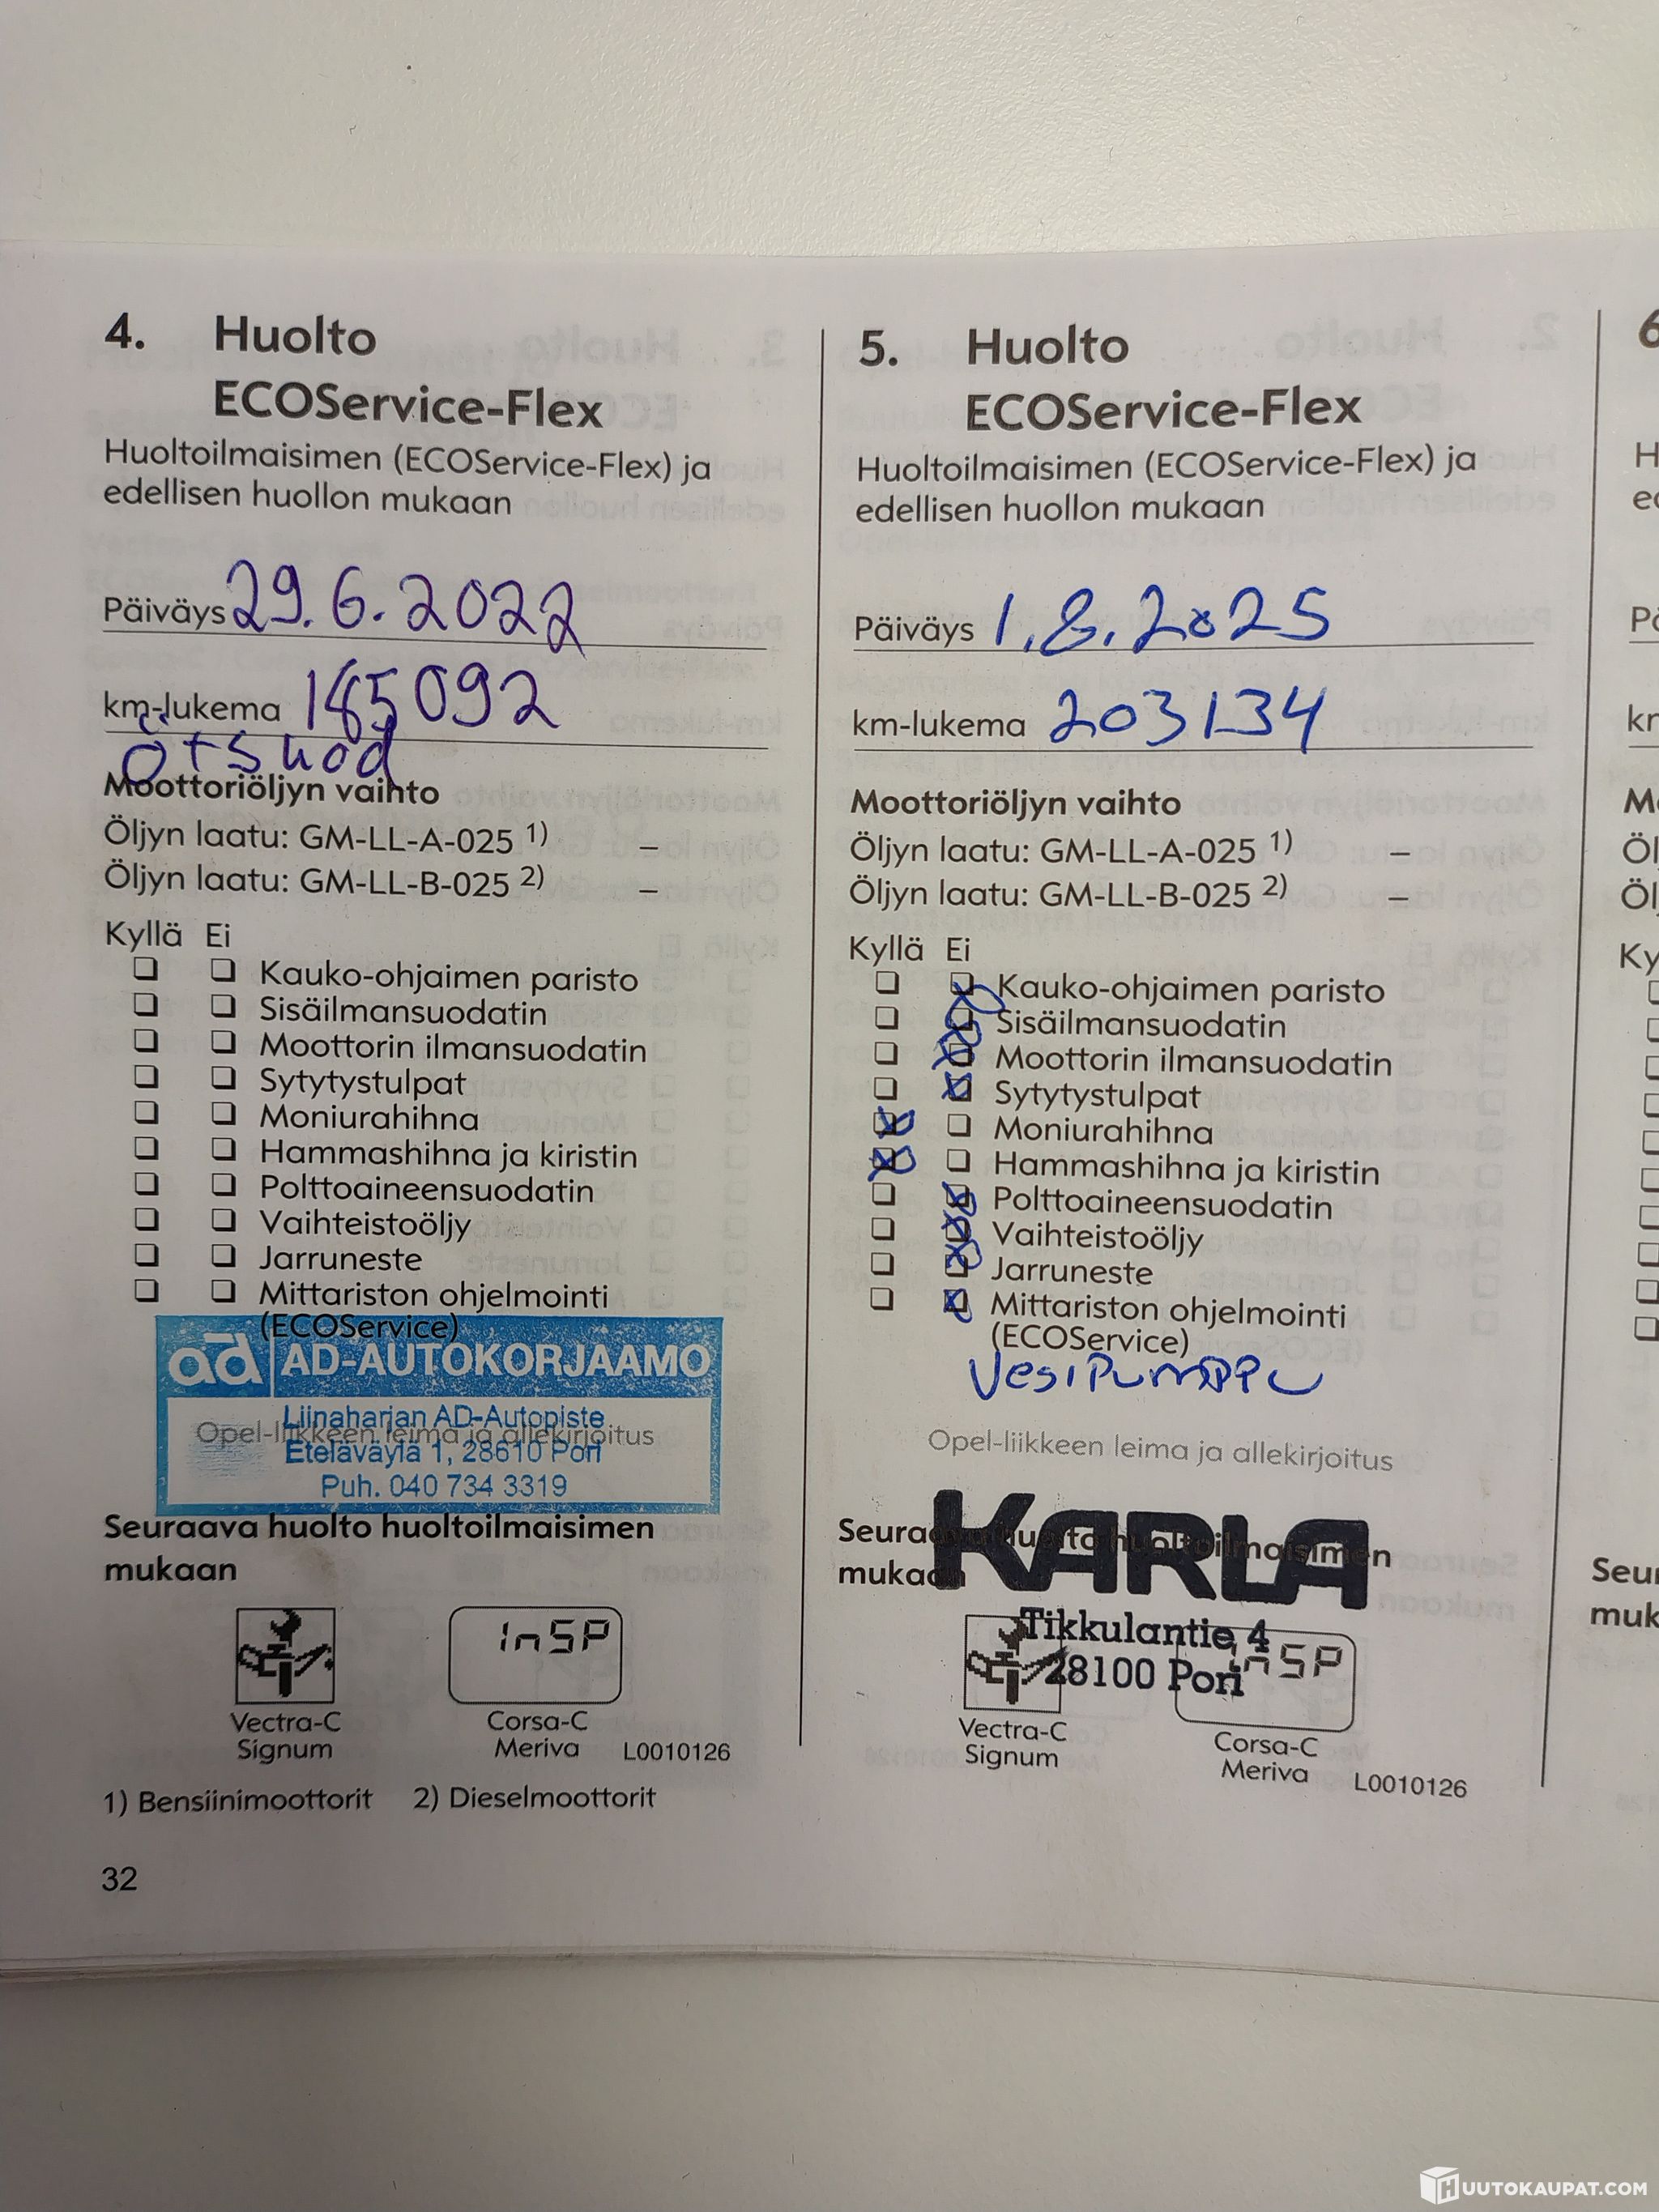 4. Huolto
ECOService-Flex
Huoltoilmaisimen (ECOService-Flex) ja
edellisen huollon mukaan
Päiväys 29.6.2022
km-lukema 185092
Moottoriöljyn vaihto
Öljyn laatu: GM-LL-A-025 1) –
Öljyn laatu: GM-LL-B-025 2) –
Kyllä Ei
Kauko-ohjaimen paristo
Sisäilmansuodatin
Moottorin ilmansuodatin
Sytytystulpat
Moniurahihna
Hammashihna ja kiristin
Polttoaineensuodatin
Vaihteistoöljy
Jarruneste
Mittariston ohjelmointi
(ECOService)
ad AD-AUTOKORJAAMO
Liinaharjan AD-Autopiste
Opel-liikkeen leima ja allekirjoitus
Eteläväylä 1, 28610 Pori
Puh. 040 734 3319
Seuraava huolto huoltoilmaisimen
mukaan
InSP
Vectra-C
Signum
Corsa-C
Meriva
L0010126
1) Bensiinimoottorit 2) Dieselmoottorit
32
5. Huolto
ECOService-Flex
Huoltoilmaisimen (ECOService-Flex) ja
edellisen huollon mukaan
Päiväys 1.8.2025
km-lukema 203134
Moottoriöljyn vaihto
Öljyn laatu: GM-LL-A-025 1) –
Öljyn laatu: GM-LL-B-025 2) –
Kyllä Ei
Kauko-ohjaimen paristo
Sisäilmansuodatin
Moottorin ilmansuodatin
Sytytystulpat
Moniurahihna
Hammashihna ja kiristin
Polttoaineensuodatin
Vaihteistoöljy
Jarruneste
Mittariston ohjelmointi
(ECOService)
Vesipumppu
Opel-liikkeen leima ja allekirjoitus
Seuraava huolto huoltoilmaisimen
mukaan
KARLA
Tikkulantie 4
28100 Pori
InSP
Vectra-C
Signum
Corsa-C
Meriva
L0010126
HUUTOKAUPAT.COM